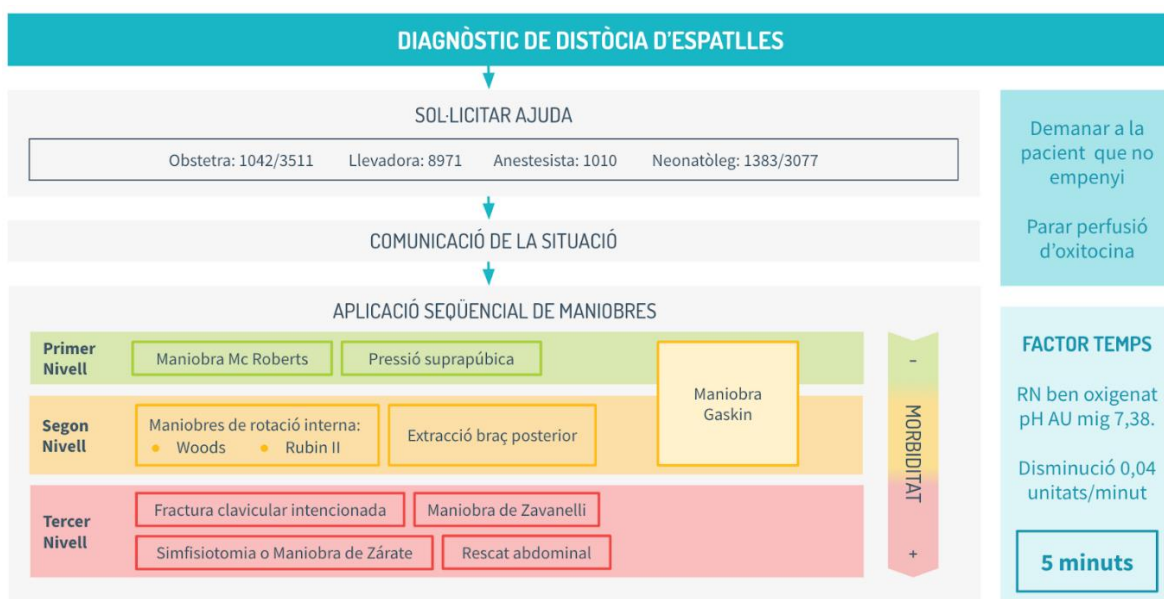 DIAGNÒSTIC DE DISTÒCIA D'ESPATLLES
SOL·LICITAR AJUDA
Obstetra: 1042/3511 Llevadora: 8971 Anestesista: 1010 Neonatòleg: 1383/3077
COMUNICACIÓ DE LA SITUACIÓ
APLICACIÓ SEQÜENCIAL DE MANIOBRES
Primer
Nivell
Maniobra Mc Roberts
Pressió suprapúbica
Maniobra
Gaskin
Segon
Nivell
Maniobres de rotació interna:
● Woods ● Rubin II
Extracció braç posterior
Tercer
Nivell
Fractura clavicular intencionada
Maniobra de Zavanelli
Simfisiotomia o Maniobra de Zárate
Rescat abdominal
-
MORBIDITAT
+
Demanar a la
pacient que no
empenyi
Parar perfusió
d'oxitocina
FACTOR TEMPS
RN ben oxigenat
pH AU mig 7,38.
Disminució 0,04
unitats/minut
5 minuts